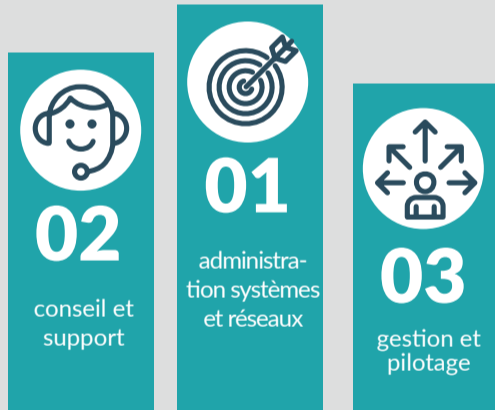 02
conseil et
support
01
administra-
tion systèmes
et réseaux
03
gestion et
pilotage